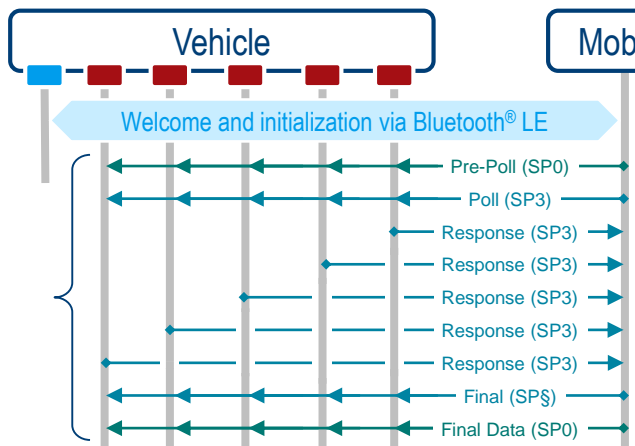 Vehicle
Mob
Welcome and initialization via Bluetooth® LE
Pre-Poll (SP0)
Poll (SP3)
Response (SP3)
Response (SP3)
Response (SP3)
Response (SP3)
Response (SP3)
Final (SP§)
Final Data (SP0)